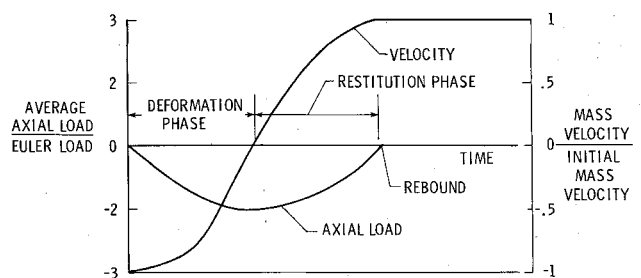 3
2
0
-2
-3
AVERAGE
AXIAL LOAD
EULER LOAD
DEFORMATION
PHASE
VELOCITY
RESTITUTION PHASE
TIME
REBOUND
AXIAL LOAD
1
.5
0
-.5
-1
MASS
VELOCITY
INITIAL
MASS
VELOCITY